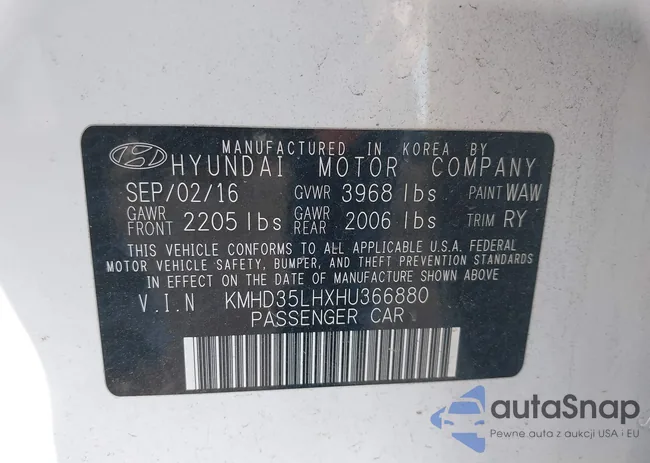 MANUFACTURED IN KOREA BY
HYUNDAI MOTOR COMPANY
SEP/02/16 GVWR 3968 lbs PAINT WAW
GAWR FRONT 2205 lbs GAWR REAR 2006 lbs TRIM RY
THIS VEHICLE CONFORMS TO ALL APPLICABLE U.S.A. FEDERAL
MOTOR VEHICLE SAFETY, BUMPER, AND THEFT PREVENTION STANDARDS
IN EFFECT ON THE DATE OF MANUFACTURE SHOWN ABOVE
V.I.N KMHD35LHXHU366880
PASSENGER CAR
autaSnap
Pewne auta z aukcji USA i EU